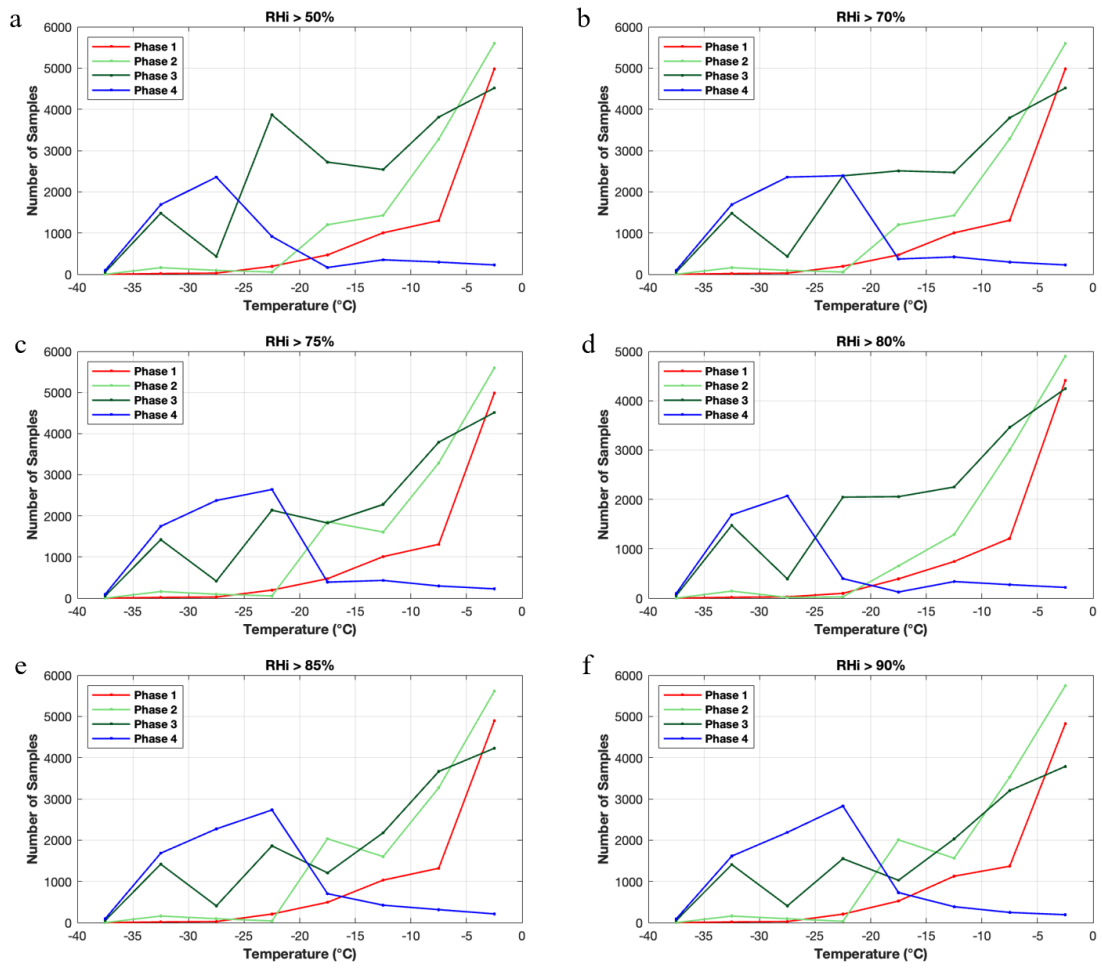 a
RHi > 50%
6000
5000
4000
3000
2000
1000
0
Number of Samples
Phase 1
Phase 2
Phase 3
Phase 4
-40 -35 -30 -25 -20 -15 -10 -5 0
Temperature (°C)
b
RHi > 70%
6000
5000
4000
3000
2000
1000
0
Number of Samples
Phase 1
Phase 2
Phase 3
Phase 4
-40 -35 -30 -25 -20 -15 -10 -5 0
Temperature (°C)
c
RHi > 75%
6000
5000
4000
3000
2000
1000
0
Number of Samples
Phase 1
Phase 2
Phase 3
Phase 4
-40 -35 -30 -25 -20 -15 -10 -5 0
Temperature (°C)
d
RHi > 80%
5000
4000
3000
2000
1000
0
Number of Samples
Phase 1
Phase 2
Phase 3
Phase 4
-40 -35 -30 -25 -20 -15 -10 -5 0
Temperature (°C)
e
RHi > 85%
6000
5000
4000
3000
2000
1000
0
Number of Samples
Phase 1
Phase 2
Phase 3
Phase 4
-40 -35 -30 -25 -20 -15 -10 -5 0
Temperature (°C)
f
RHi > 90%
6000
5000
4000
3000
2000
1000
0
Number of Samples
Phase 1
Phase 2
Phase 3
Phase 4
-40 -35 -30 -25 -20 -15 -10 -5 0
Temperature (°C)